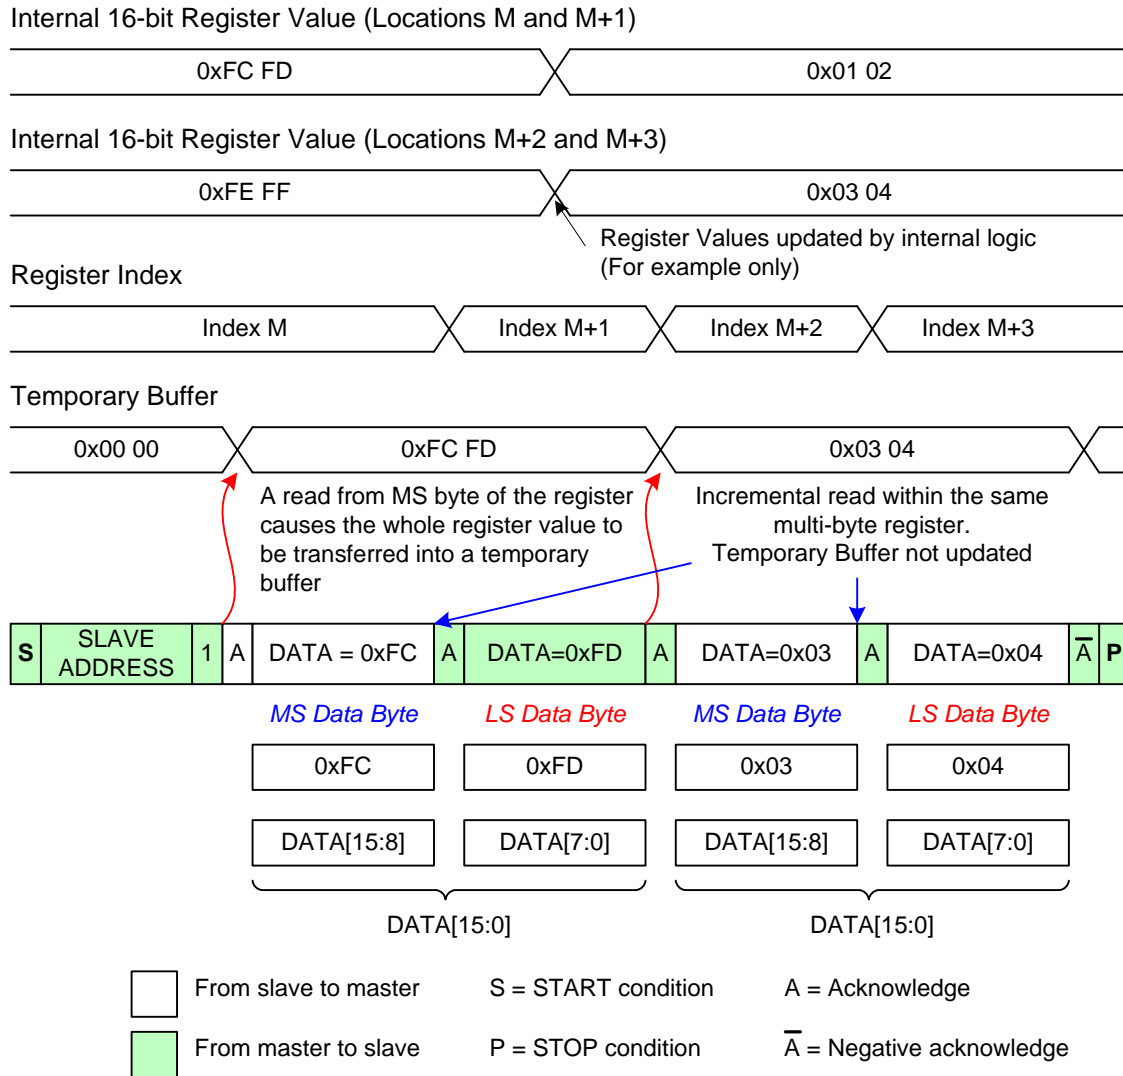 Internal 16-bit Register Value (Locations M and M+1)
0xFC FD
0x01 02
Internal 16-bit Register Value (Locations M+2 and M+3)
0xFE FF
0x03 04
Register Values updated by internal logic
(For example only)
Register Index
Index M
Index M+1
Index M+2
Index M+3
Temporary Buffer
0x00 00
0xFC FD
0x03 04
A read from MS byte of the register
causes the whole register value to
be transferred into a temporary
buffer
Incremental read within the same
multi-byte register.
Temporary Buffer not updated
S
SLAVE
ADDRESS
1
A
DATA = 0xFC
A
DATA=0xFD
A
DATA=0x03
A
DATA=0x04
A̅
P
MS Data Byte
LS Data Byte
MS Data Byte
LS Data Byte
0xFC
0xFD
0x03
0x04
DATA[15:8]
DATA[7:0]
DATA[15:8]
DATA[7:0]
DATA[15:0]
DATA[15:0]
From slave to master
S = START condition
A = Acknowledge
From master to slave
P = STOP condition
A̅ = Negative acknowledge